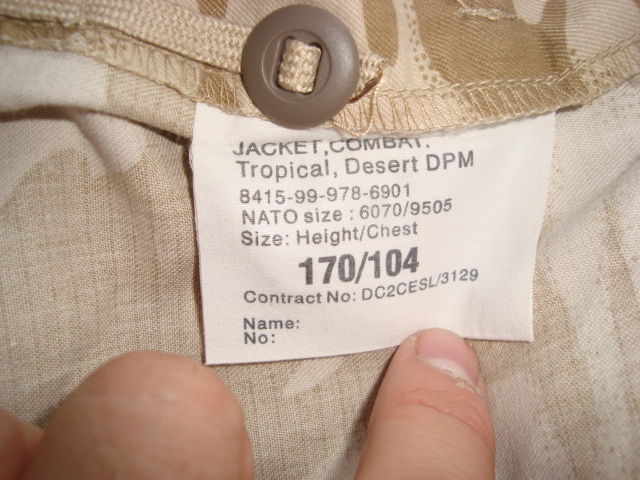 JACKET,COMBAT.
Tropical, Desert DPM
8415-99-978-6901
NATO size : 6070/9505
Size: Height/Chest
170/104
Contract No: DC2CESL/3129
Name:
No: